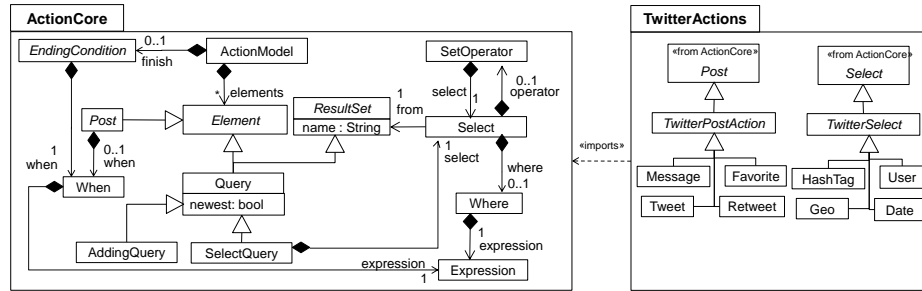 ActionCore
EndingCondition
0..1
finish
ActionModel
SetOperator
* elements
select
1
0..1
operator
Post
Element
ResultSet
name : String
1
from
Select
1
when
0..1
when
When
Query
newest: bool
1
select
where
0..1
Where
AddingQuery
SelectQuery
1
expression
expression
1
Expression
«imports»
TwitterActions
«from ActionCore»
Post
«from ActionCore»
Select
TwitterPostAction
TwitterSelect
Message
Favorite
HashTag
User
Tweet
Retweet
Geo
Date